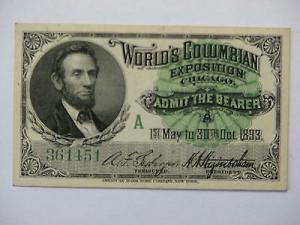 WORLD'S COLUMBIAN
EXPOSITION
CHICAGO.
ADMIT THE BEARER
A
A
1ST May to 30TH Oct. 1893.
361451
TREASURER
PRESIDENT
AMERICAN BANK NOTE COMPANY, NEW YORK.